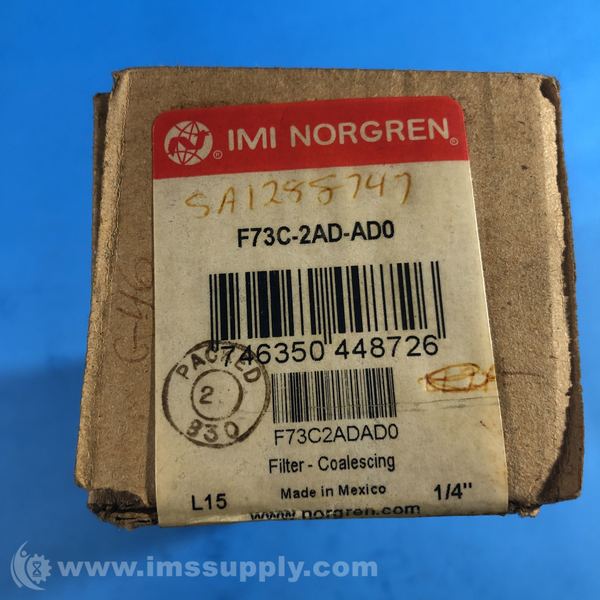 IMI NORGREN®
SA1288747
F73C-2AD-AD0
G-46
746350 448726
PACKED
2
830
F73C2ADAD0
Filter - Coalescing
L15 Made in Mexico 1/4"
www.norgren.com
www.imssupply.com